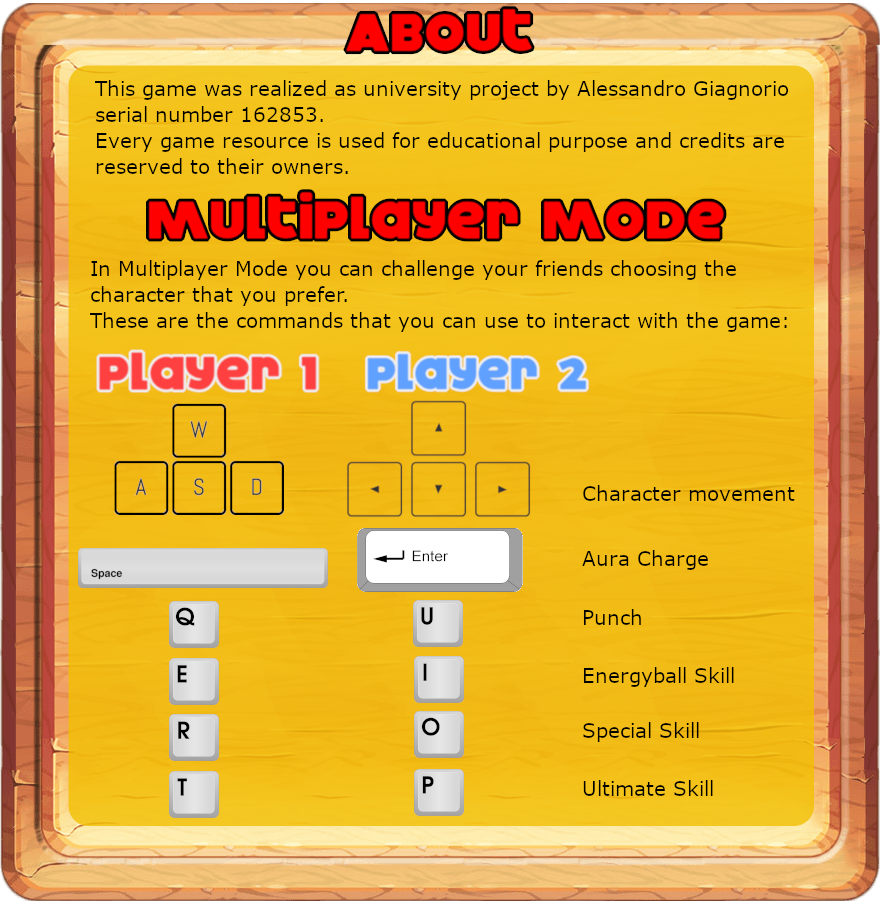 About
This game was realized as university project by Alessandro Giagnorio
serial number 162853.
Every game resource is used for educational purpose and credits are
reserved to their owners.
Multiplayer Mode
In Multiplayer Mode you can challenge your friends choosing the
character that you prefer.
These are the commands that you can use to interact with the game:
Player 1 Player 2
W ▲
A S D ◄ ▼ ► Character movement
Space Enter Aura Charge
Q U Punch
E I Energyball Skill
R O Special Skill
T P Ultimate Skill